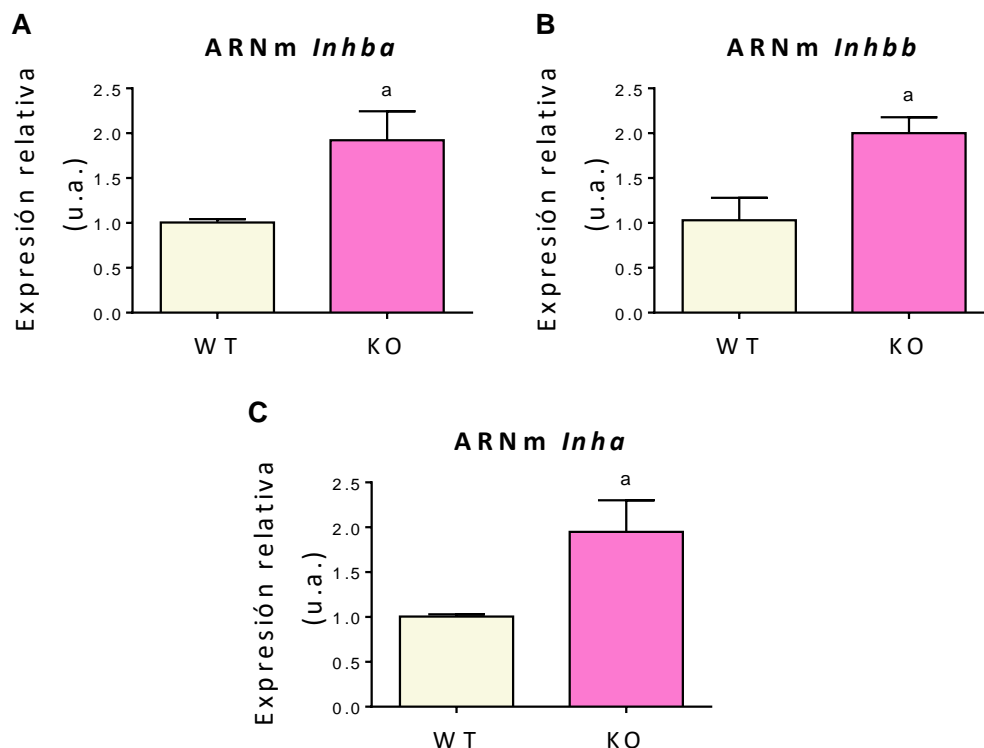 A
ARNm Inhba
Expresión relativa
(u.a.)
2.5
2.0
1.5
1.0
0.5
0.0
a
WT
KO
B
ARNm Inhbb
Expresión relativa
(u.a.)
2.5
2.0
1.5
1.0
0.5
0.0
a
WT
KO
C
ARNm Inha
Expresión relativa
(u.a.)
2.5
2.0
1.5
1.0
0.5
0.0
a
WT
KO